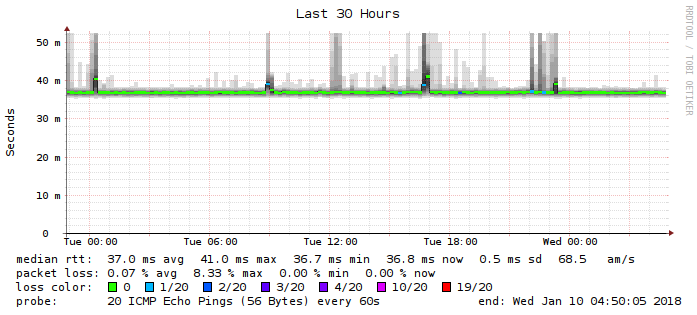 Last 30 Hours
RRDTOOL / TOBI OETIKER
Seconds
50 m
40 m
30 m
20 m
10 m
0
Tue 00:00 Tue 06:00 Tue 12:00 Tue 18:00 Wed 00:00
median rtt: 37.0 ms avg 41.0 ms max 36.7 ms min 36.8 ms now 0.5 ms sd 68.5 am/s
packet loss: 0.07 % avg 8.33 % max 0.00 % min 0.00 % now
loss color: 0 1/20 2/20 3/20 4/20 10/20 19/20
probe: 20 ICMP Echo Pings (56 Bytes) every 60s end: Wed Jan 10 04:50:05 2018